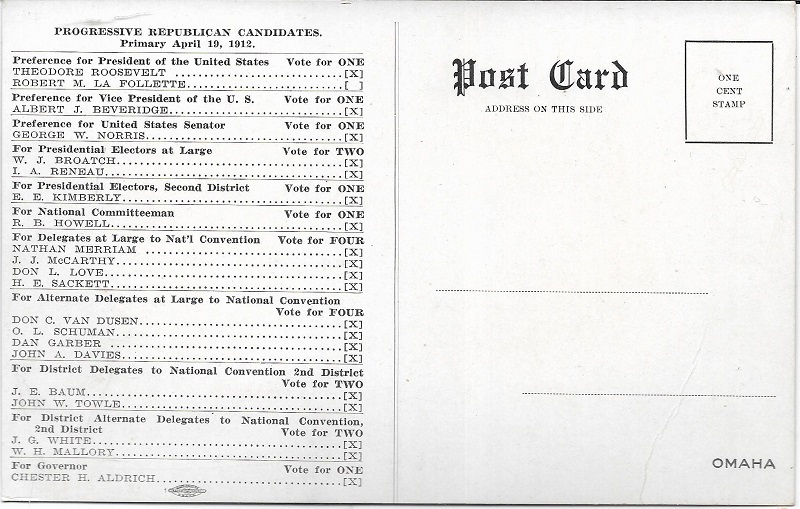 PROGRESSIVE REPUBLICAN CANDIDATES.
Primary April 19, 1912.
Preference for President of the United States Vote for ONE
THEODORE ROOSEVELT ........................[X]
ROBERT M. LA FOLLETTE........................[ ]
Preference for Vice President of the U. S. Vote for ONE
ALBERT J. BEVERIDGE........................[X]
Preference for United States Senator Vote for ONE
GEORGE W. NORRIS........................[X]
For Presidential Electors at Large Vote for TWO
W. J. BROATCH........................[X]
I. A. RENEAU........................[X]
For Presidential Electors, Second District Vote for ONE
E. E. KIMBERLY........................[X]
For National Committeeman Vote for ONE
R. B. HOWELL........................[X]
For Delegates at Large to Nat'l Convention Vote for FOUR
NATHAN MERRIAM ........................[X]
J. J. McCARTHY........................[X]
DON L. LOVE........................[X]
H. E. SACKETT........................[X]
For Alternate Delegates at Large to National Convention
Vote for FOUR
DON C. VAN DUSEN........................[X]
O. L. SCHUMAN........................[X]
DAN GARBER ........................[X]
JOHN A. DAVIES........................[X]
For District Delegates to National Convention 2nd District
Vote for TWO
J. E. BAUM........................[X]
JOHN W. TOWLE........................[X]
For District Alternate Delegates to National Convention,
2nd District Vote for TWO
J. G. WHITE........................[X]
W. H. MALLORY........................[X]
For Governor Vote for ONE
CHESTER H. ALDRICH........................[X]
Post Card
ADDRESS ON THIS SIDE
ONE
CENT
STAMP
OMAHA